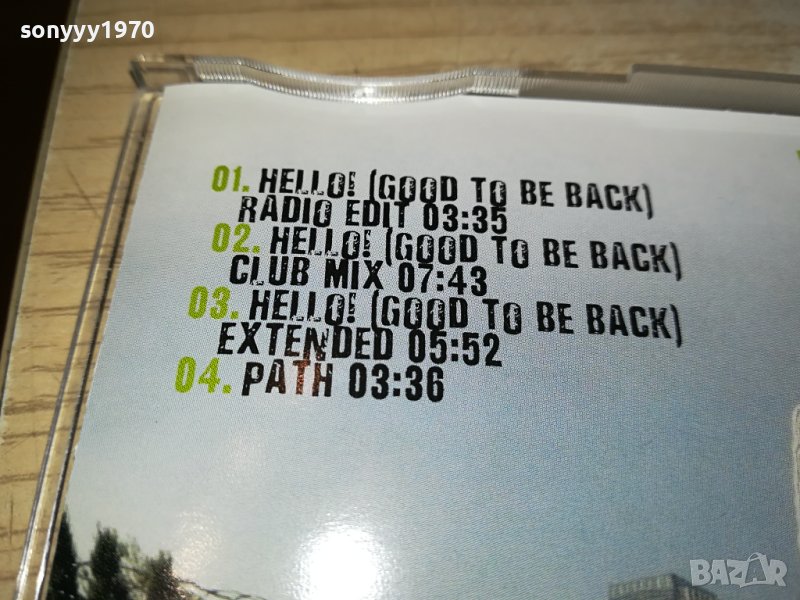 sonyyy1970
01. HELLO! (GOOD TO BE BACK)
RADIO EDIT 03:35
02. HELLO! (GOOD TO BE BACK)
CLUB MIX 07:43
03. HELLO! (GOOD TO BE BACK)
EXTENDED 05:52
04. PATH 03:36
BAZAR